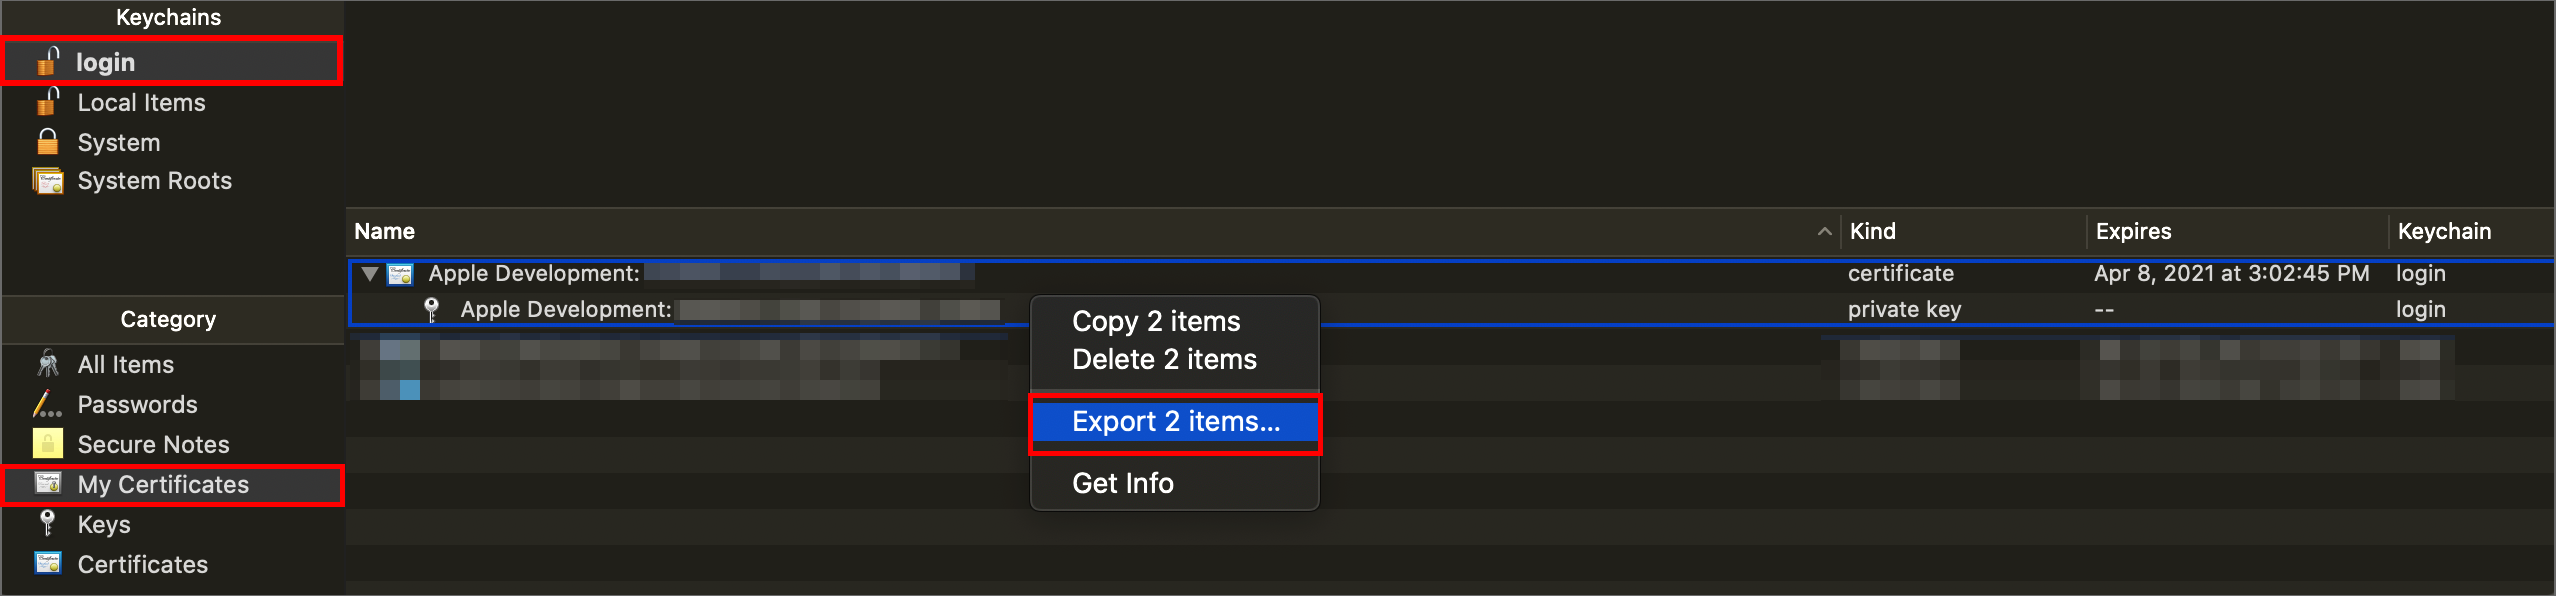 Keychains
login
Local Items
System
System Roots
Category
All Items
Passwords
Secure Notes
My Certificates
Keys
Certificates
Name Kind Expires Keychain
Apple Development: certificate Apr 8, 2021 at 3:02:45 PM login
Apple Development: private key -- login
Copy 2 items
Delete 2 items
Export 2 items...
Get Info